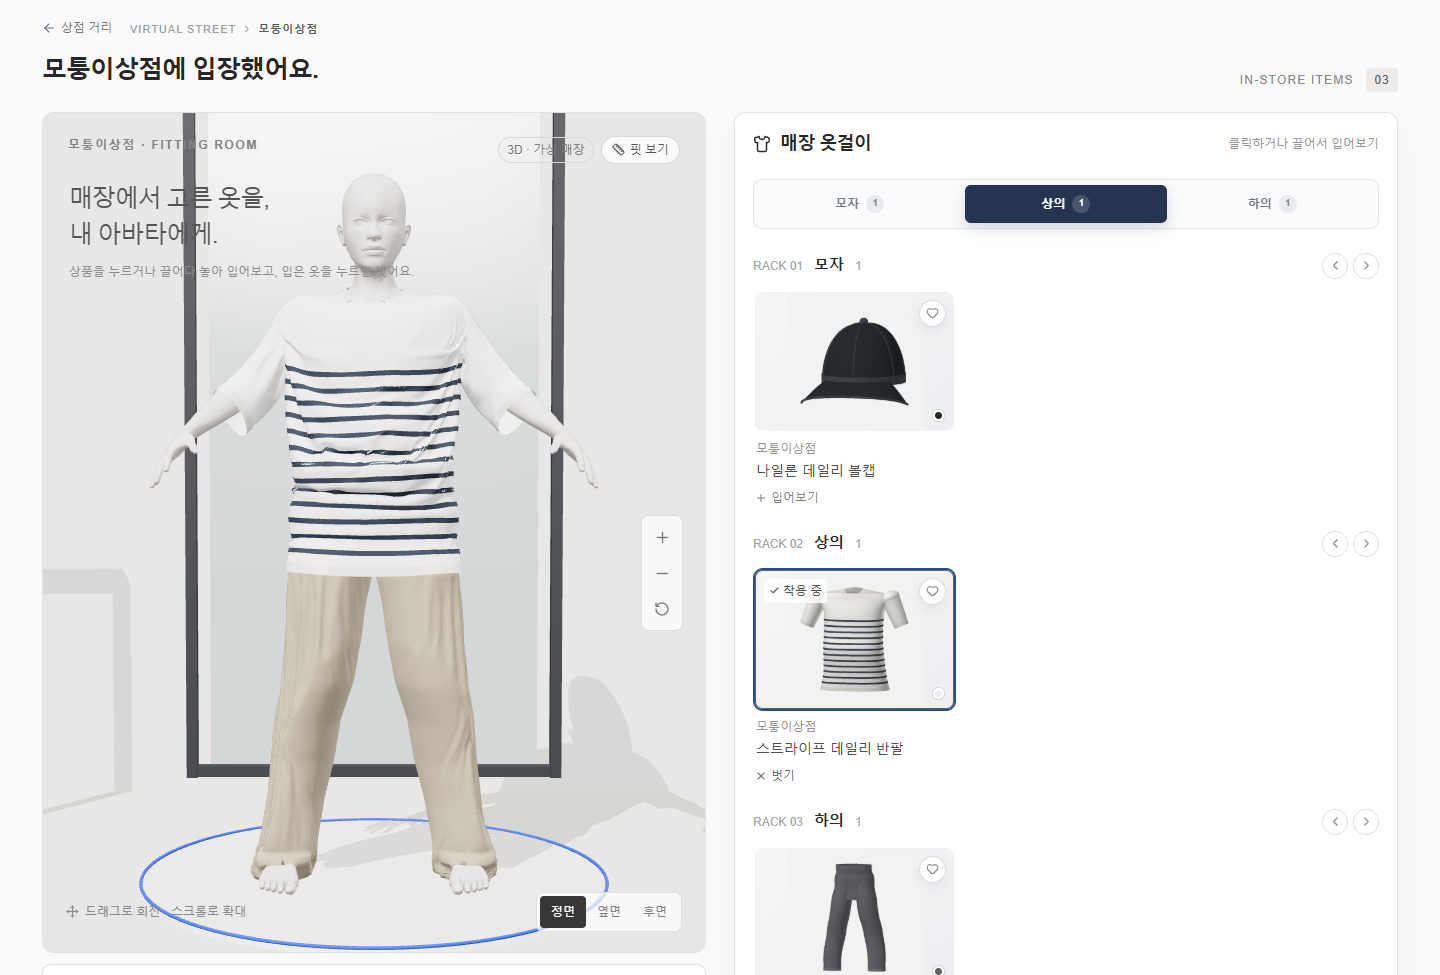 ← 상점 거리 VIRTUAL STREET > 모퉁이상점
모퉁이상점에 입장했어요.
IN-STORE ITEMS 03
모퉁이상점 · FITTING ROOM
3D · 가상 매장
핏 보기
매장에서 고른 옷을,
내 아바타에게.
상품을 누르거나 끌어다 놓아 입어보고, 입은 옷을 누르면 벗어요.
드래그로 회전 · 스크롤로 확대
정면 옆면 후면
매장 옷걸이
클릭하거나 끌어서 입어보기
모자 1
상의 1
하의 1
RACK 01 모자 1
모퉁이상점
나일론 데일리 볼캡
+ 입어보기
RACK 02 상의 1
✓ 착용 중
모퉁이상점
스트라이프 데일리 반팔
× 벗기
RACK 03 하의 1